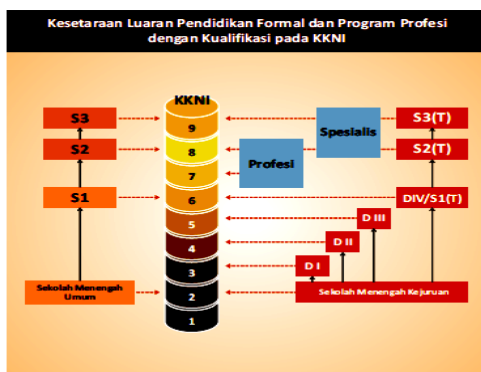 Kesetaraan Luaran Pendidikan Formal dan Program Profesi
dengan Kualifikasi pada KKNI
KKNI
S3
9
Spesialis
S3(T)
S2
8
Profesi
S2(T)
7
S1
6
DIV/S1(T)
5
D III
4
D II
3
D I
Sekolah Menengah
Umum
2
Sekolah Menengah Kejuruan
1